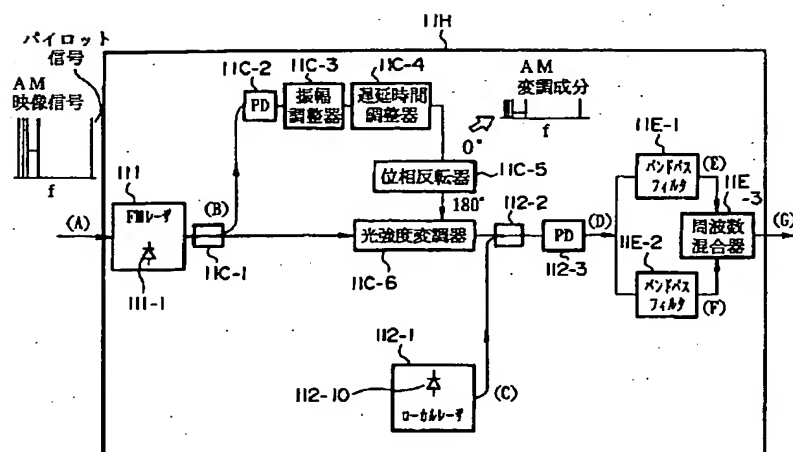 11H
パイロット
信号
AM
映像信号
f
(A)
111
FMレーザ
111-1
(B)
11C-1
11C-2
PD
11C-3
振幅
調整器
11C-4
遅延時間
調整器
0°
AM
変調成分
f
位相反転器
11C-5
180°
光強度変調器
11C-6
112-2
PD
112-3
(D)
11E-1
バンドパス
フィルタ
(E)
11E-2
バンドパス
フィルタ
(F)
11E
-3
周波数
混合器
(G)
112-1
112-10
ローカルレーザ
(C)